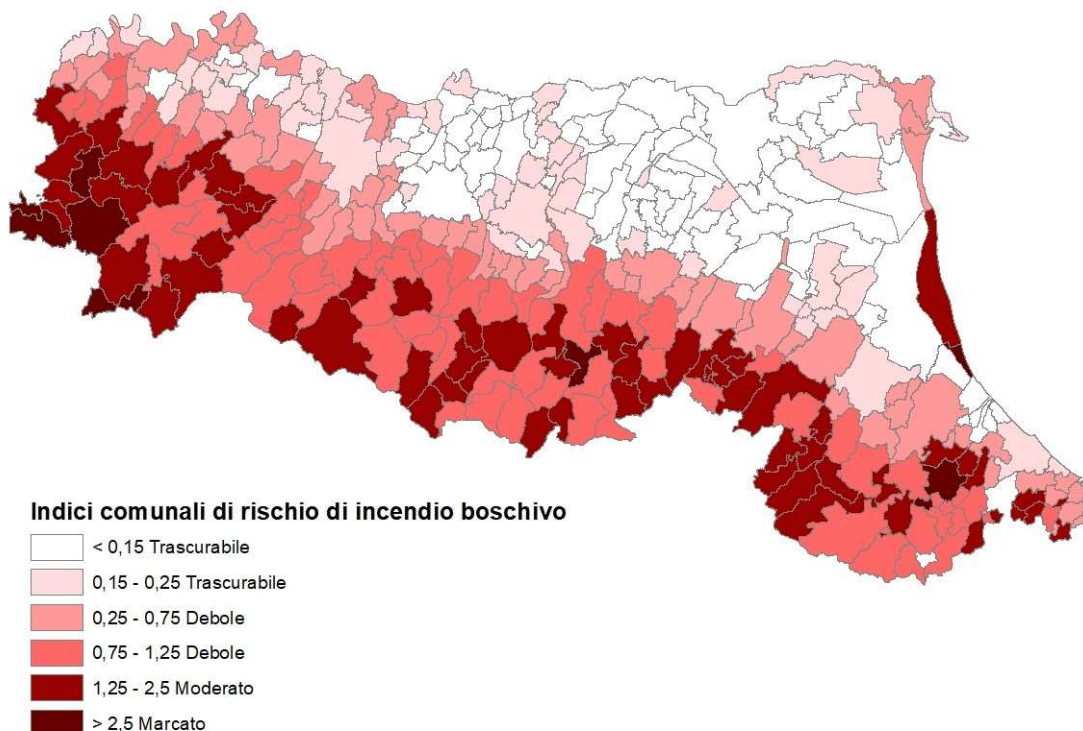 Indici comunali di rischio di incendio boschivo
< 0,15 Trascurabile
0,15 - 0,25 Trascurabile
0,25 - 0,75 Debole
0,75 - 1,25 Debole
1,25 - 2,5 Moderato
> 2,5 Marcato